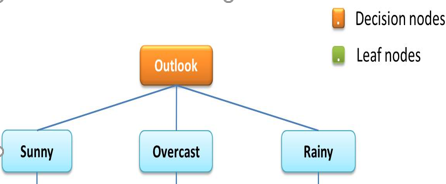 Decision nodes
Leaf nodes
Outlook
Sunny
Overcast
Rainy